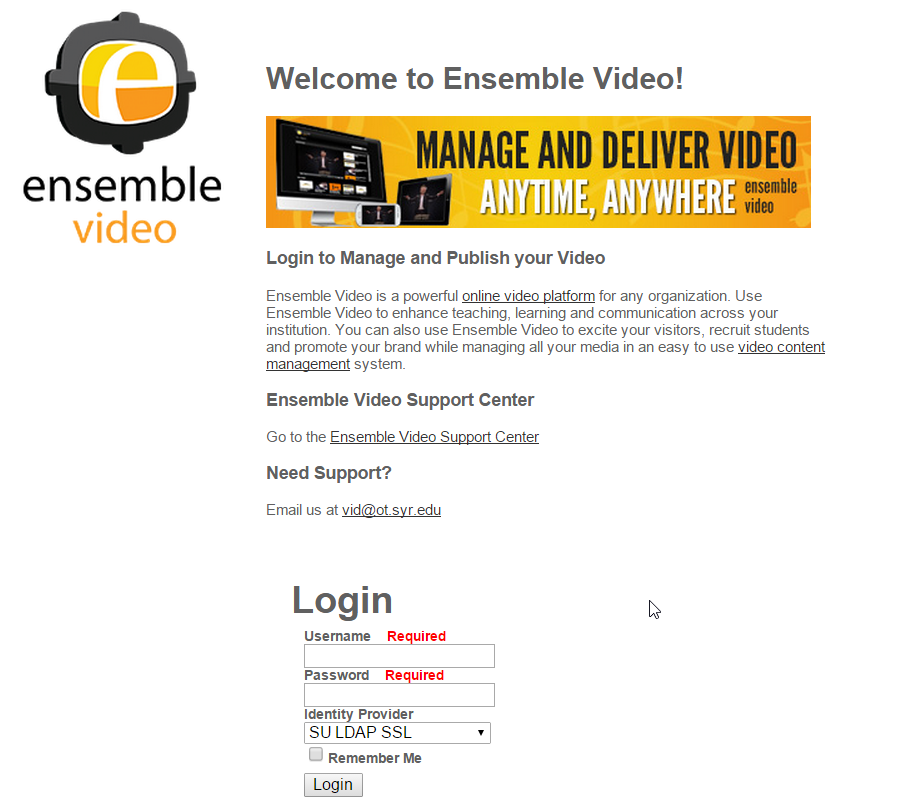 e
ensemble
video
Welcome to Ensemble Video!
MANAGE AND DELIVER VIDEO
ANYTIME, ANYWHERE
ensemble
video
Login to Manage and Publish your Video
Ensemble Video is a powerful online video platform for any organization. Use
Ensemble Video to enhance teaching, learning and communication across your
institution. You can also use Ensemble Video to excite your visitors, recruit students
and promote your brand while managing all your media in an easy to use video content
management system.
Ensemble Video Support Center
Go to the Ensemble Video Support Center
Need Support?
Email us at vid@ot.syr.edu
Login
Username Required
Password Required
Identity Provider
SU LDAP SSL
Remember Me
Login